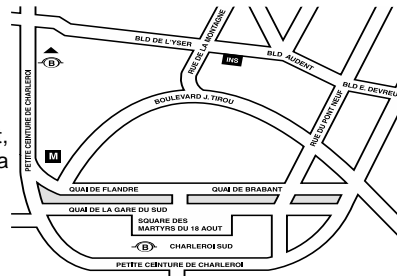 BLD DE L'YSER
RUE DE LA MONTAGNE
INS
BLD AUDENT
BLD E. DEVREU
B
PETITE CEINTURE DE CHARLEROI
BOULEVARD J. TIROU
RUE DU PONT NEUF
t,
a
M
QUAI DE FLANDRE
QUAI DE BRABANT
QUAI DE LA GARE DU SUD
SQUARE DES
MARTYRS DU 18 AOUT
B CHARLEROI SUD
PETITE CEINTURE DE CHARLEROI